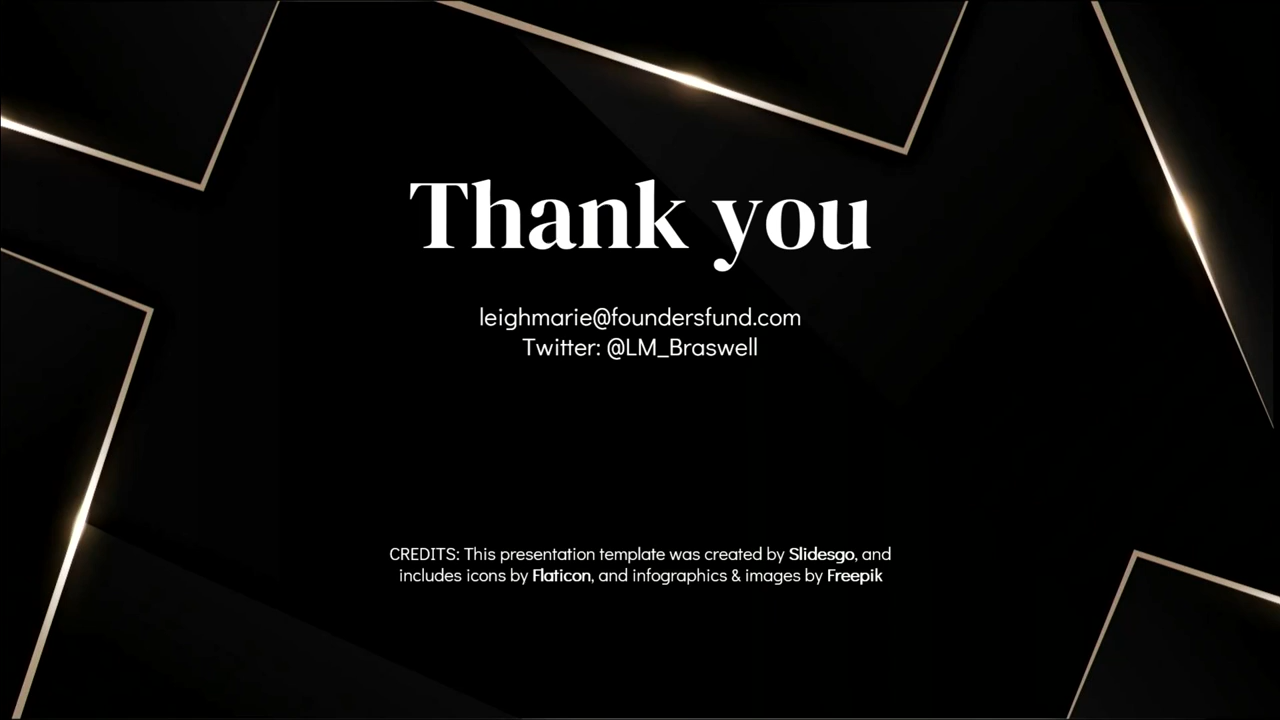 Thank you
leighmarie@foundersfund.com
Twitter: @LM_Braswell
CREDITS: This presentation template was created by Slidesgo, and
includes icons by Flaticon, and infographics & images by Freepik